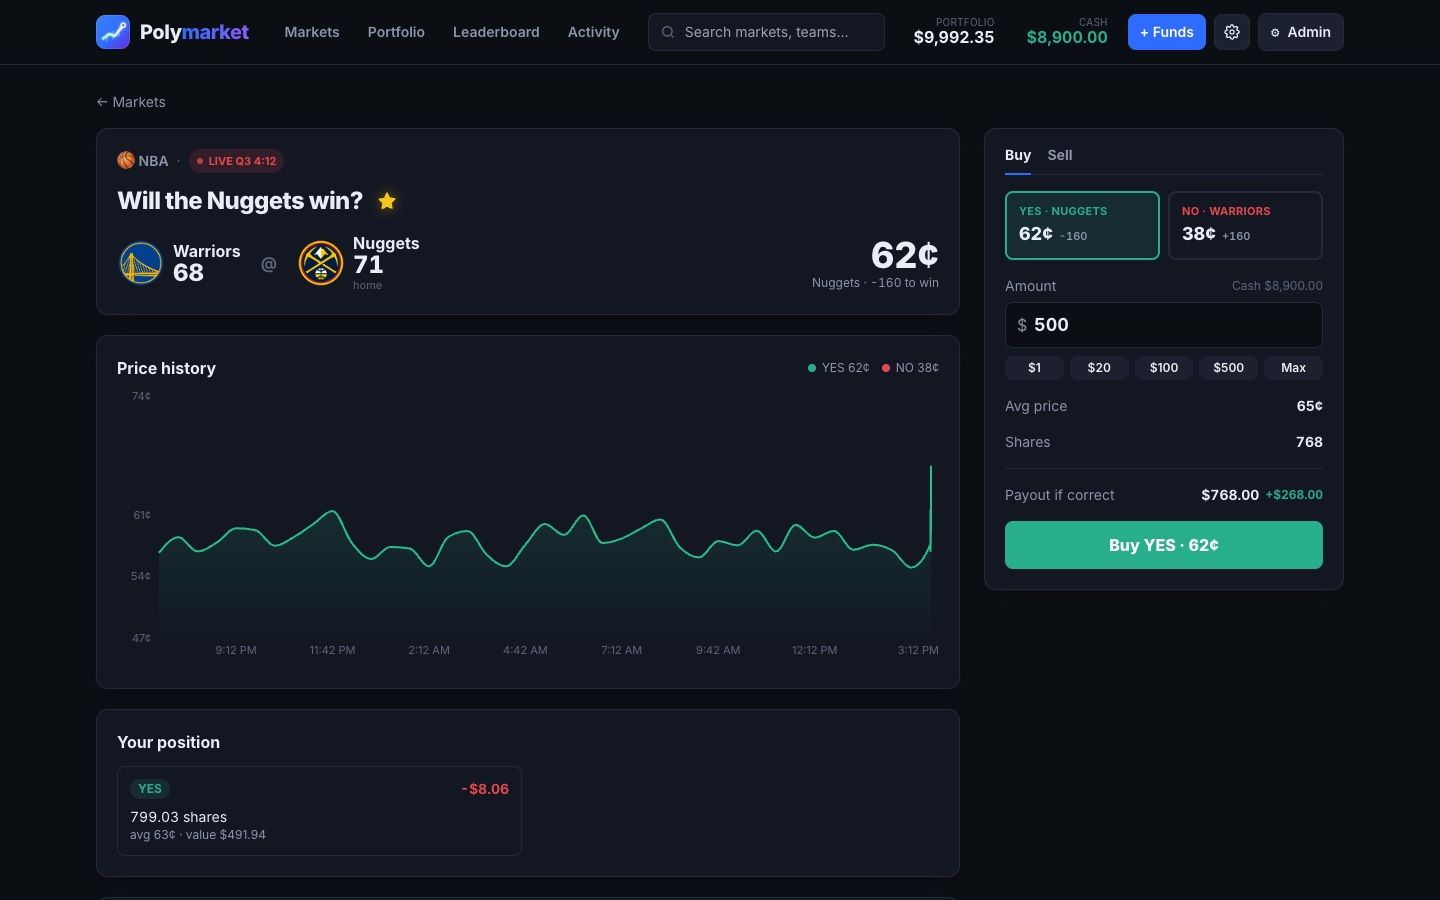 Polymarket
Markets
Portfolio
Leaderboard
Activity
Search markets, teams...
PORTFOLIO
$9,992.35
CASH
$8,900.00
+ Funds
Admin
← Markets
NBA ·
LIVE Q3 4:12
Will the Nuggets win?
Warriors
68
@
Nuggets
71
home
62¢
Nuggets · -160 to win
Price history
YES 62¢
NO 38¢
74¢
61¢
54¢
47¢
9:12 PM
11:42 PM
2:12 AM
4:42 AM
7:12 AM
9:42 AM
12:12 PM
3:12 PM
Your position
YES
-$8.06
799.03 shares
avg 63¢ · value $491.94
Buy
Sell
YES · NUGGETS
62¢ -160
NO · WARRIORS
38¢ +160
Amount
Cash $8,900.00
$ 500
$1
$20
$100
$500
Max
Avg price
65¢
Shares
768
Payout if correct
$768.00 +$268.00
Buy YES · 62¢